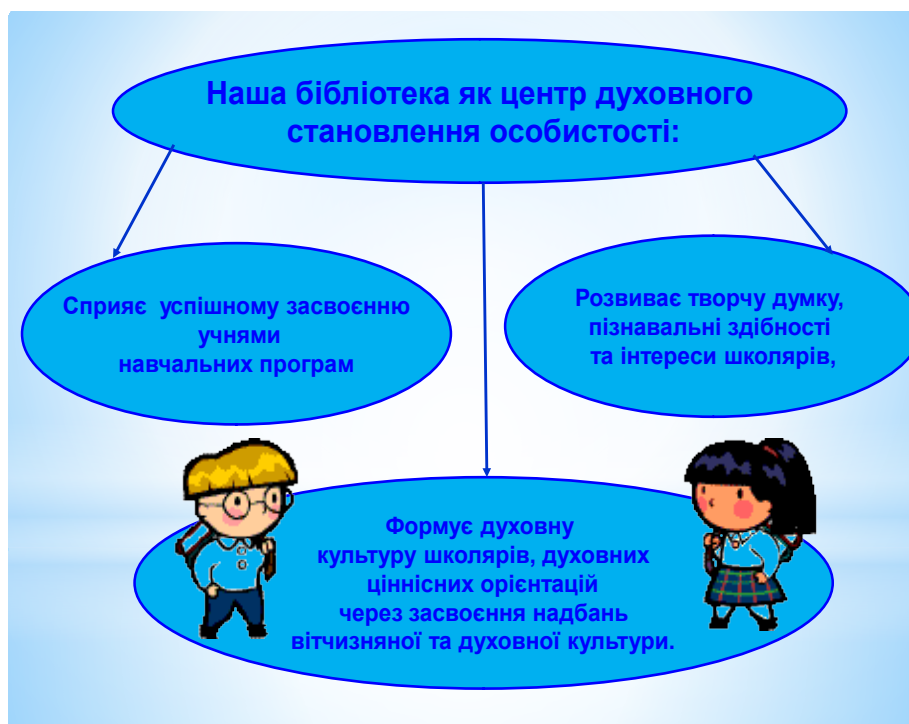 Наша бібліотека як центр духовного
становлення особистості:
Сприяє успішному засвоєнню
учнями
навчальних програм
Розвиває творчу думку,
пізнавальні здібності
та інтереси школярів,
Формує духовну
культуру школярів, духовних
ціннісних орієнтацій
через засвоєння надбань
вітчизняної та духовної культури.